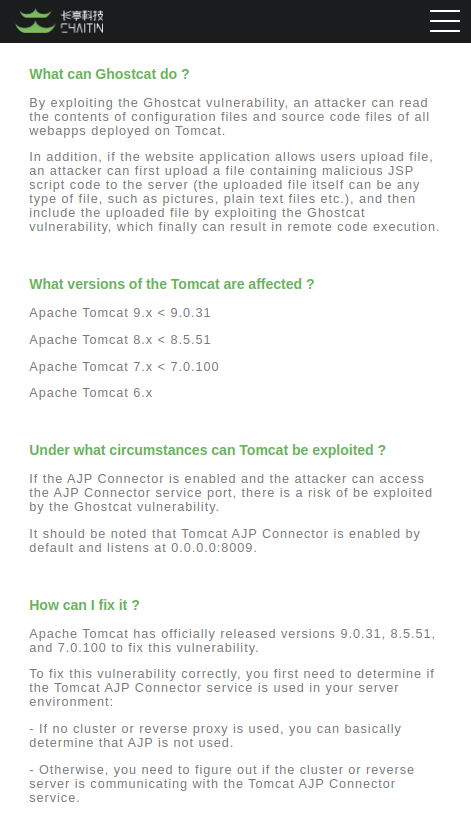 长亭科技
CHAITIN
What can Ghostcat do ?
By exploiting the Ghostcat vulnerability, an attacker can read
the contents of configuration files and source code files of all
webapps deployed on Tomcat.
In addition, if the website application allows users upload file,
an attacker can first upload a file containing malicious JSP
script code to the server (the uploaded file itself can be any
type of file, such as pictures, plain text files etc.), and then
include the uploaded file by exploiting the Ghostcat
vulnerability, which finally can result in remote code execution.
What versions of the Tomcat are affected ?
Apache Tomcat 9.x < 9.0.31
Apache Tomcat 8.x < 8.5.51
Apache Tomcat 7.x < 7.0.100
Apache Tomcat 6.x
Under what circumstances can Tomcat be exploited ?
If the AJP Connector is enabled and the attacker can access
the AJP Connector service port, there is a risk of be exploited
by the Ghostcat vulnerability.
It should be noted that Tomcat AJP Connector is enabled by
default and listens at 0.0.0.0:8009.
How can I fix it ?
Apache Tomcat has officially released versions 9.0.31, 8.5.51,
and 7.0.100 to fix this vulnerability.
To fix this vulnerability correctly, you first need to determine if
the Tomcat AJP Connector service is used in your server
environment:
- If no cluster or reverse proxy is used, you can basically
determine that AJP is not used.
- Otherwise, you need to figure out if the cluster or reverse
server is communicating with the Tomcat AJP Connector
service.